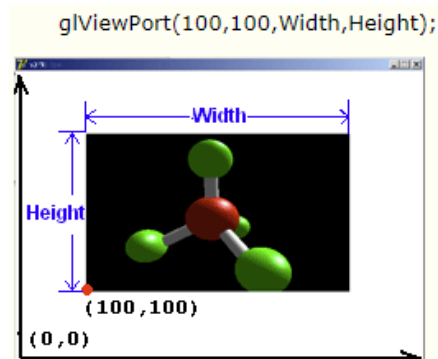 glViewPort(100,100,Width,Height);
Width
Height
(100,100)
(0,0)